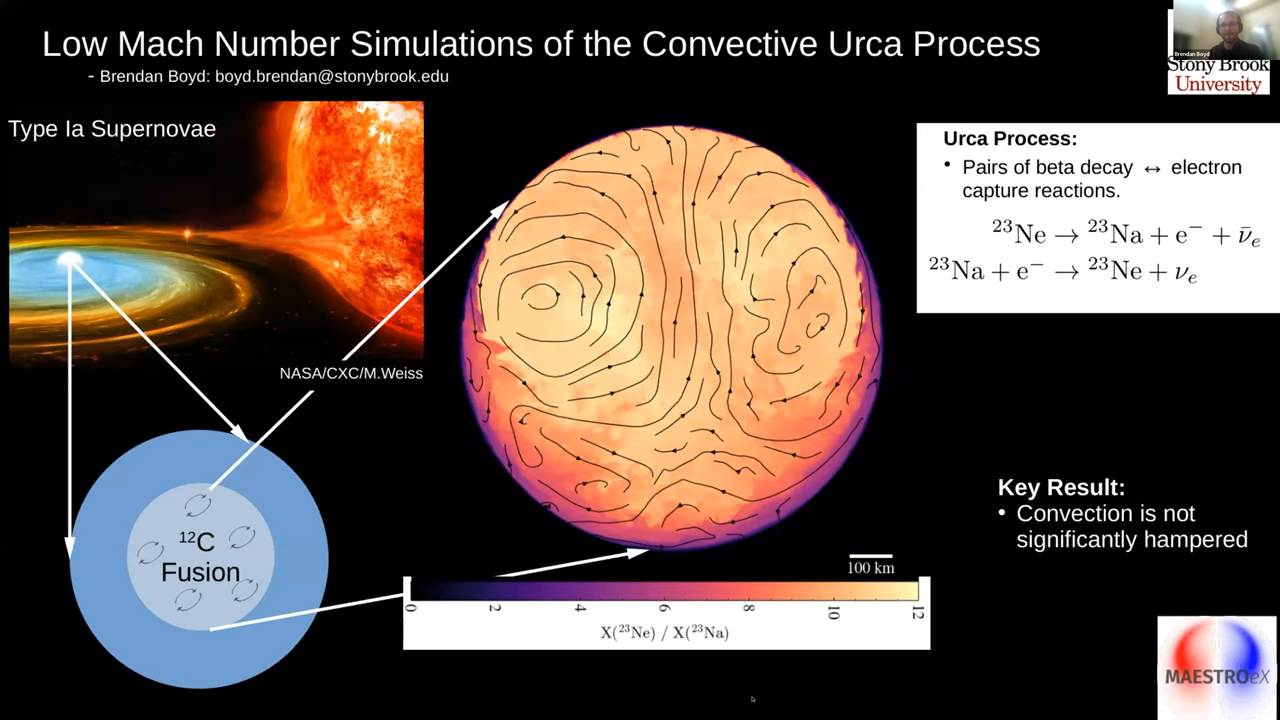 Low Mach Number Simulations of the Convective Urca Process
- Brendan Boyd: boyd.brendan@stonybrook.edu
Brendan Boyd
Stony Brook
University
Type Ia Supernovae
NASA/CXC/M.Weiss
¹²C
Fusion
100 km
0 2 4 6 8 10 12
X(²³Ne) / X(²³Na)
Urca Process:
• Pairs of beta decay ↔ electron
capture reactions.
²³Ne → ²³Na + e⁻ + ν̄ₑ
²³Na + e⁻ → ²³Ne + νₑ
Key Result:
• Convection is not
significantly hampered
MAESTROeX